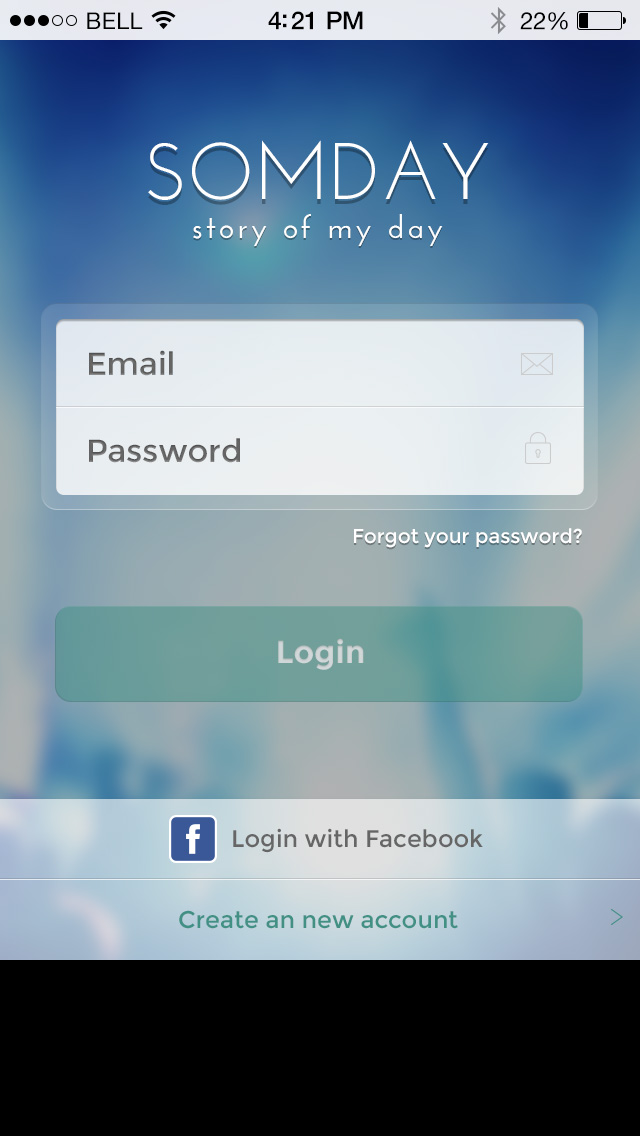 BELL 4:21 PM 22%
SOMDAY
story of my day
Email
Password
Forgot your password?
Login
f Login with Facebook
Create an new account >